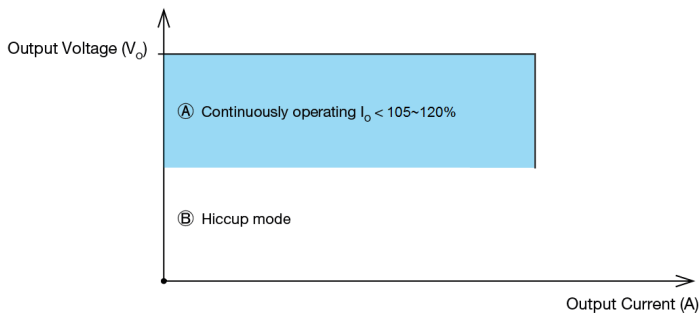 Output Voltage (Vo)
Ⓐ Continuously operating Io < 105~120%
Ⓑ Hiccup mode
Output Current (A)